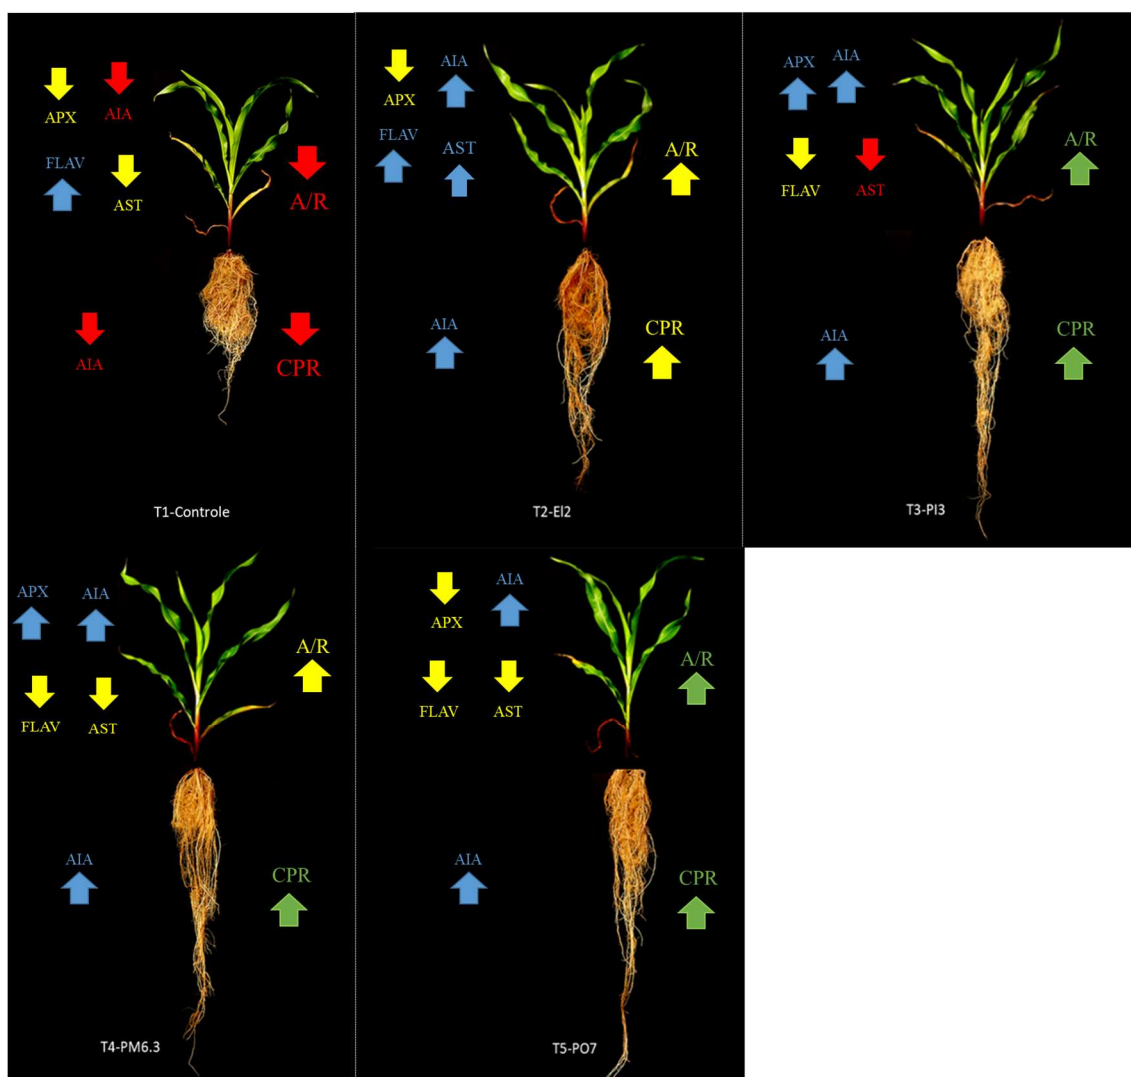 APX
AIA
FLAV
AST
A/R
AIA
CPR
T1-Controle
AIA
APX
FLAV
AST
A/R
AIA
CPR
T2-EI2
APX
AIA
FLAV
AST
A/R
AIA
CPR
T3-PI3
APX
AIA
FLAV
AST
A/R
AIA
CPR
T4-PM6.3
APX
AIA
FLAV
AST
A/R
AIA
CPR
T5-PO7